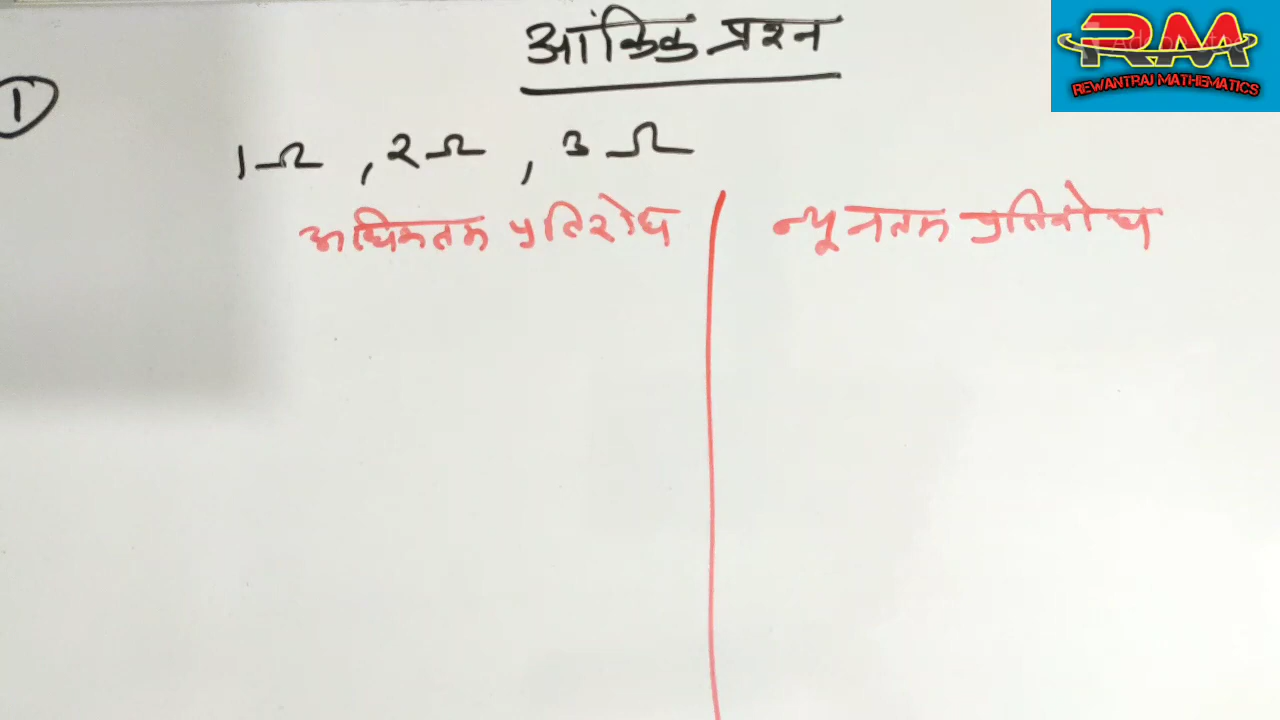 आंकिक प्रश्न
RM
REWANTRAJ MATHEMATICS
1
1Ω , 2Ω , 3Ω
अधिकतम प्रतिरोध
न्यूनतम प्रतिरोध